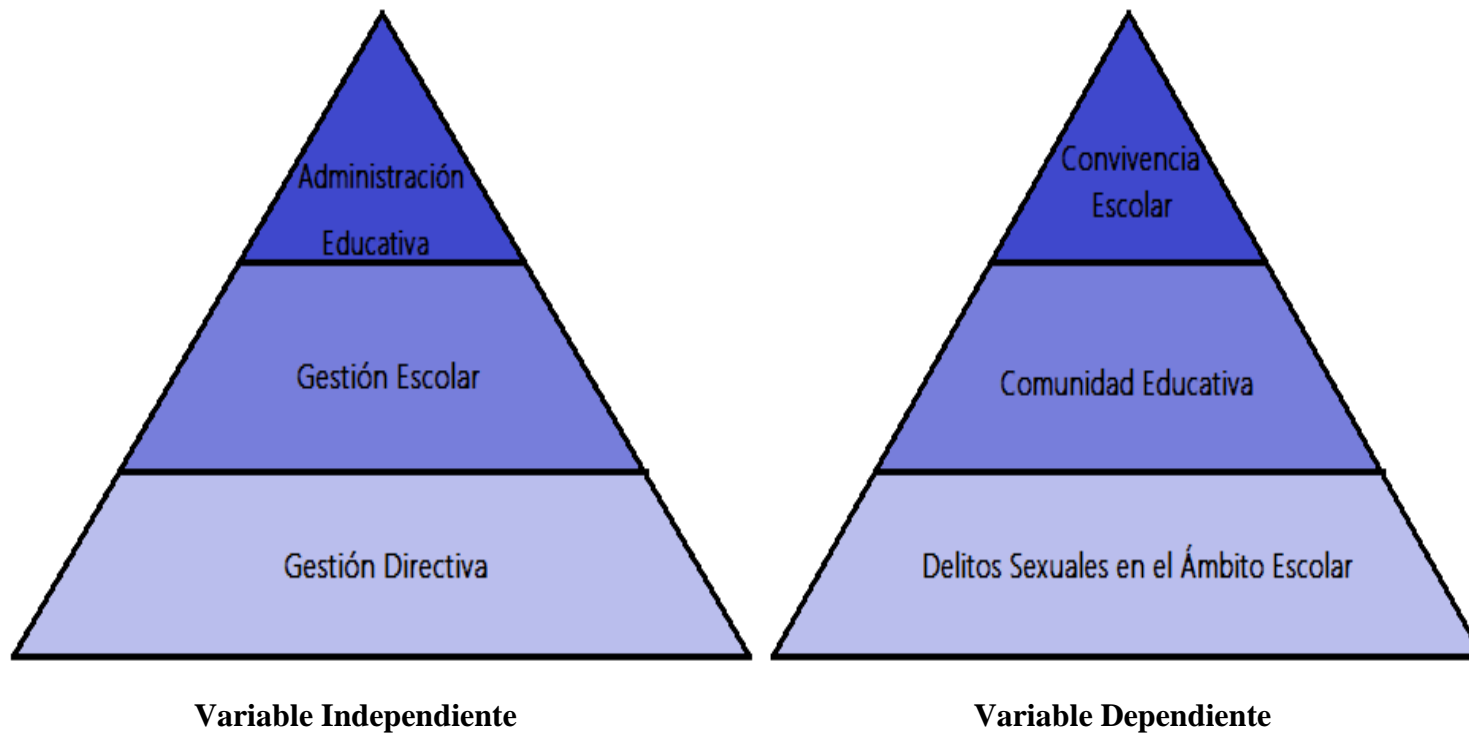 Administración
Educativa
Gestión Escolar
Gestión Directiva
Variable Independiente
Convivencia
Escolar
Comunidad Educativa
Delitos Sexuales en el Ámbito Escolar
Variable Dependiente